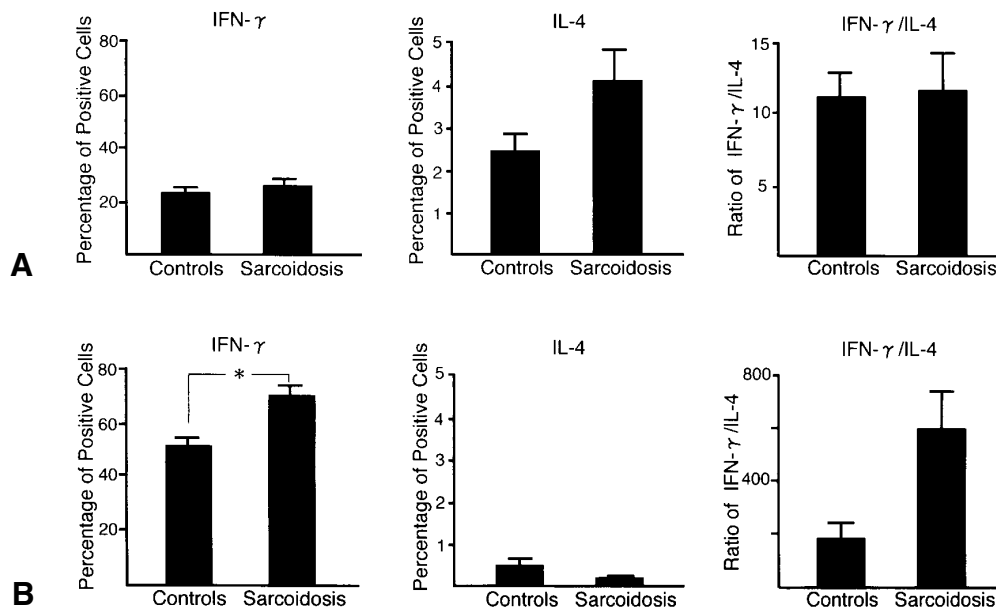 A
IFN-γ
Percentage of Positive Cells
80
60
40
20
Controls Sarcoidosis
IL-4
Percentage of Positive Cells
5
4
3
2
1
Controls Sarcoidosis
IFN-γ/IL-4
Ratio of IFN-γ/IL-4
15
10
5
Controls Sarcoidosis
B
IFN-γ
Percentage of Positive Cells
80
60
40
20
*
Controls Sarcoidosis
IL-4
Percentage of Positive Cells
5
4
3
2
1
Controls Sarcoidosis
IFN-γ/IL-4
Ratio of IFN-γ/IL-4
800
400
Controls Sarcoidosis